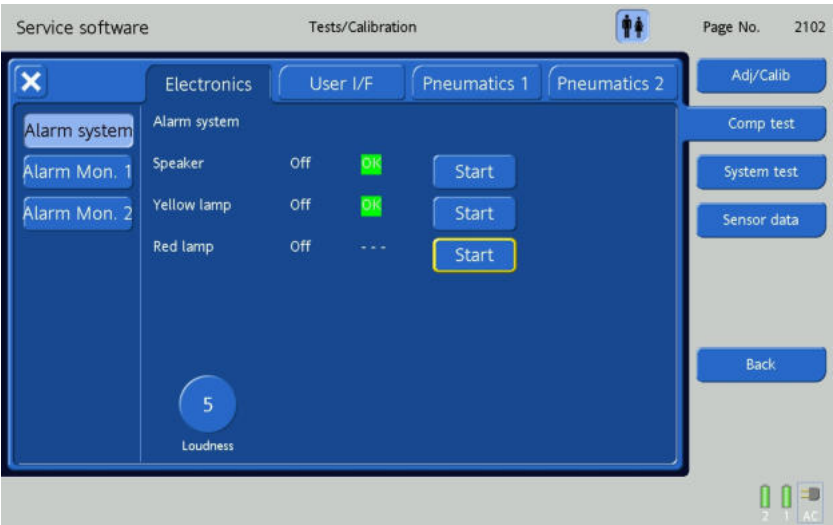 Service software Tests/Calibration Page No. 2102
Electronics User I/F Pneumatics 1 Pneumatics 2 Adj/Calib
Alarm system Alarm system Comp test
Alarm Mon. 1 Speaker Off OK Start System test
Alarm Mon. 2 Yellow lamp Off OK Start Sensor data
Red lamp Off --- Start
Back
5
Loudness
2 1 AC